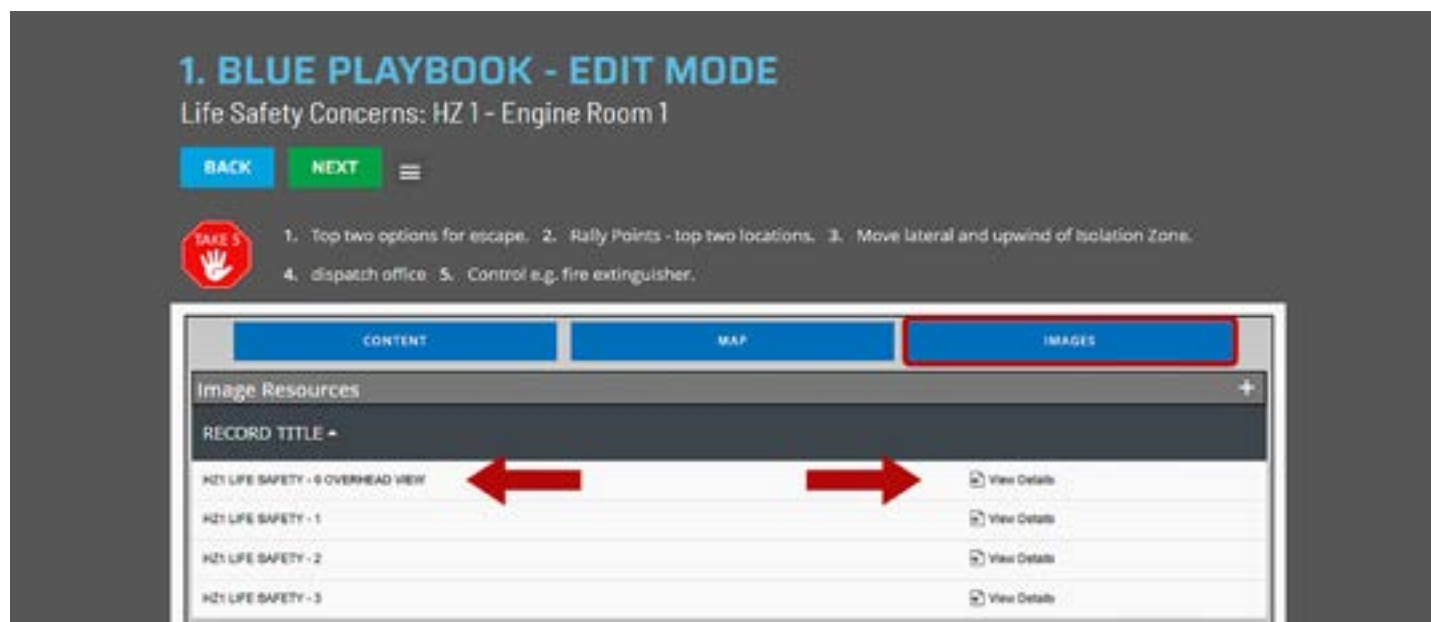 1. BLUE PLAYBOOK - EDIT MODE
Life Safety Concerns: HZ 1 - Engine Room 1
BACK NEXT
TAKE 5
1. Top two options for escape. 2. Rally Points - top two locations. 3. Move lateral and upwind of Isolation Zone.
4. dispatch office 5. Control e.g. fire extinguisher.
CONTENT MAP IMAGES
Image Resources +
RECORD TITLE
HZ1 LIFE SAFETY - 0 OVERHEAD VIEW View Details
HZ1 LIFE SAFETY - 1 View Details
HZ1 LIFE SAFETY - 2 View Details
HZ1 LIFE SAFETY - 3 View Details